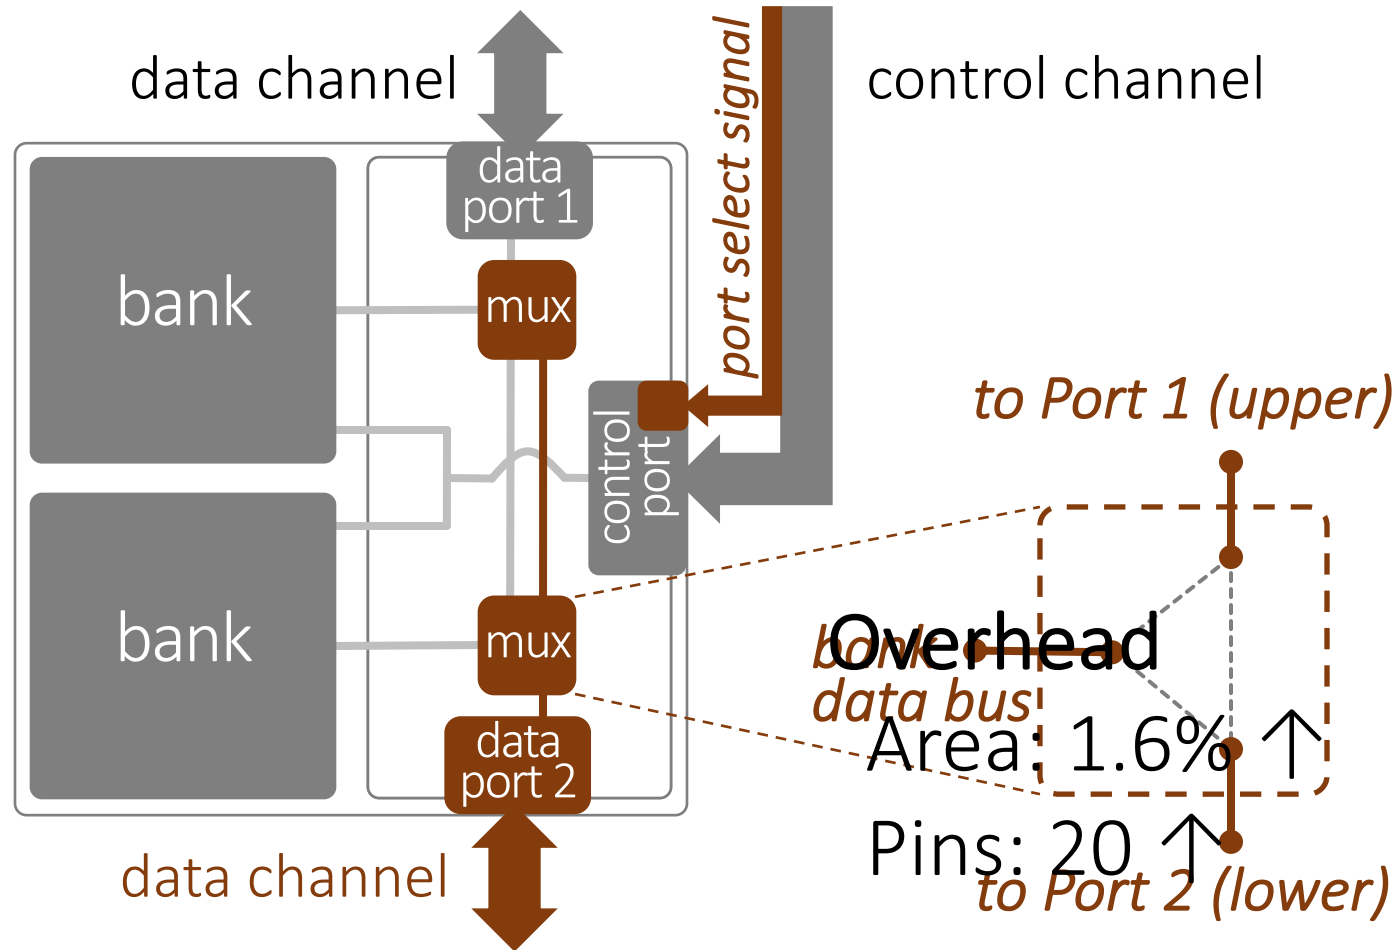 data channel
control channel
port select signal
data
port 1
bank
mux
control
port
to Port 1 (upper)
bank
mux
bank
data bus
Overhead
Area: 1.6% ↑
data
port 2
Pins: 20 ↑
data channel
to Port 2 (lower)